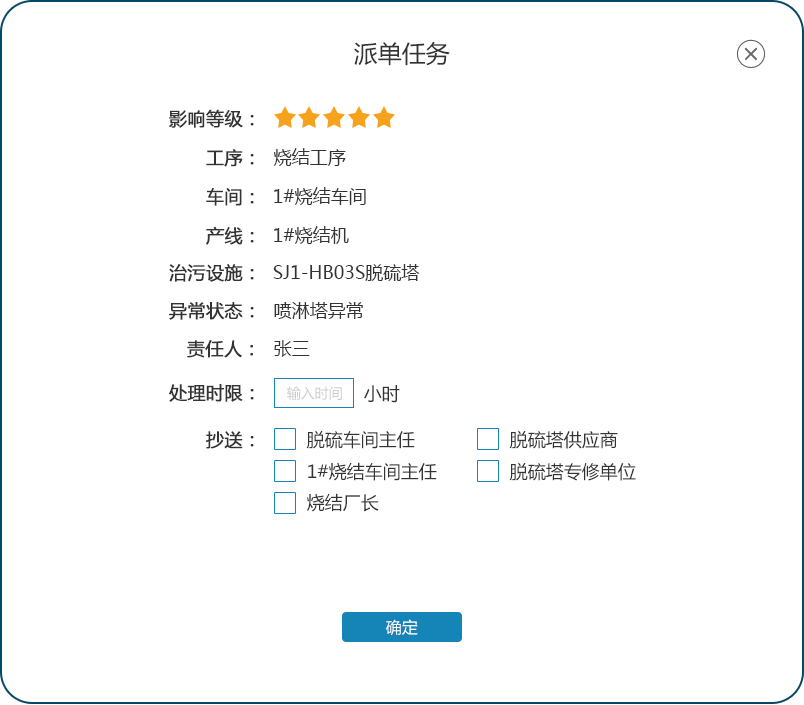 派单任务
影响等级：
工序： 烧结工序
车间： 1#烧结车间
产线： 1#烧结机
治污设施： SJ1-HB03S脱硫塔
异常状态： 喷淋塔异常
责任人： 张三
处理时限： 输入时间 小时
抄送： 脱硫车间主任 脱硫塔供应商
1#烧结车间主任 脱硫塔专修单位
烧结厂长
确定